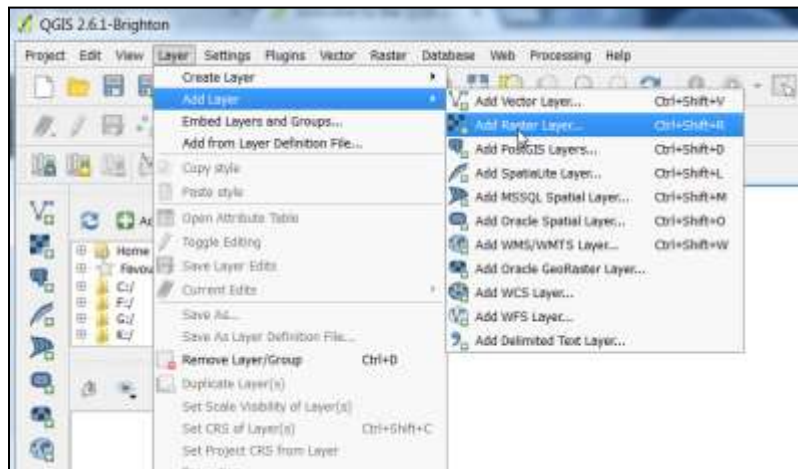 QGIS 2.6.1-Brighton
Project Edit View Layer Settings Plugins Vector Raster Database Web Processing Help
Create Layer
Add Layer
Embed Layers and Groups...
Add from Layer Definition File...
Copy style
Paste style
Open Attribute Table
Toggle Editing
Save Layer Edits
Current Edits
Save As...
Save As Layer Definition File...
Remove Layer/Group Ctrl+D
Duplicate Layer(s)
Set Scale Visibility of Layer(s)
Set CRS of Layer(s) Ctrl+Shift+C
Set Project CRS from Layer
Add Vector Layer... Ctrl+Shift+V
Add Raster Layer... Ctrl+Shift+R
Add PostGIS Layers... Ctrl+Shift+D
Add SpatiaLite Layer... Ctrl+Shift+L
Add MSSQL Spatial Layer... Ctrl+Shift+M
Add Oracle Spatial Layer... Ctrl+Shift+O
Add WMS/WMTS Layer... Ctrl+Shift+W
Add Oracle GeoRaster Layer...
Add WCS Layer...
Add WFS Layer...
Add Delimited Text Layer...
Home
Favou
C:/
F:/
G:/